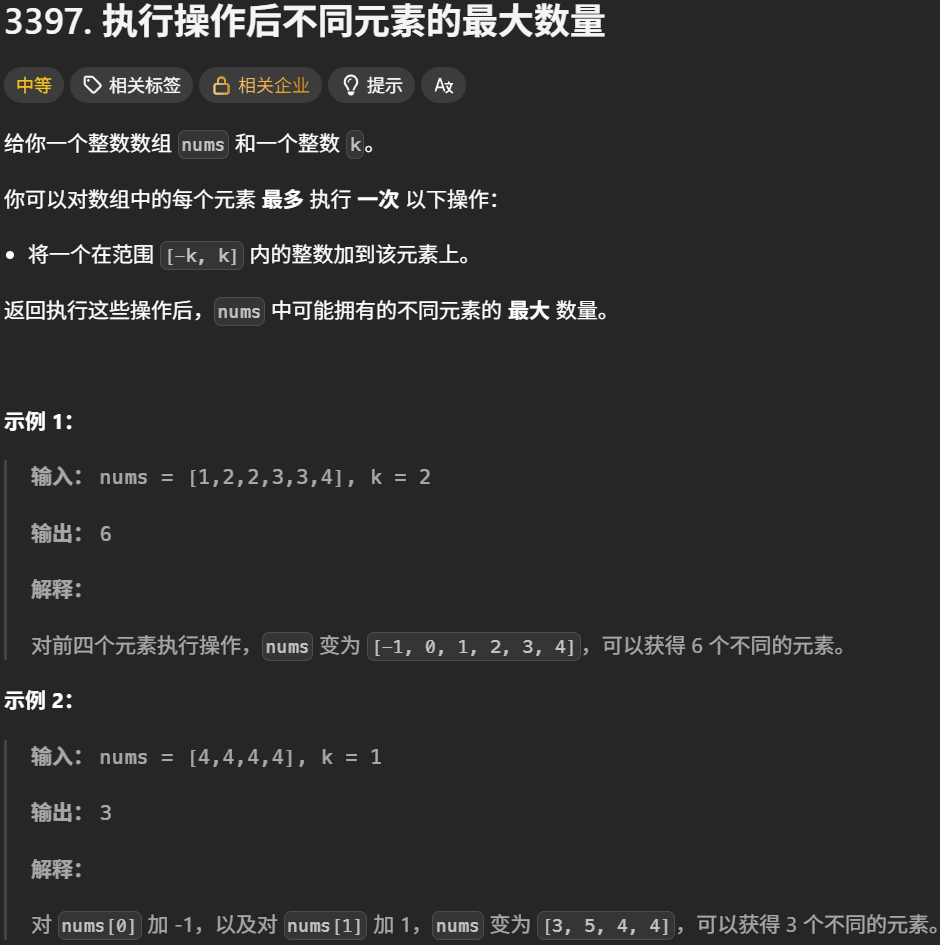 3397. 执行操作后不同元素的最大数量
中等 相关标签 相关企业 提示
给你一个整数数组 nums 和一个整数 k。
你可以对数组中的每个元素 最多 执行 一次 以下操作：
• 将一个在范围 [-k, k] 内的整数加到该元素上。
返回执行这些操作后，nums 中可能拥有的不同元素的 最大 数量。
示例 1：
输入： nums = [1,2,2,3,3,4], k = 2
输出： 6
解释：
对前四个元素执行操作，nums 变为 [-1, 0, 1, 2, 3, 4]，可以获得 6 个不同的元素。
示例 2：
输入： nums = [4,4,4,4], k = 1
输出： 3
解释：
对 nums[0] 加 -1，以及对 nums[1] 加 1，nums 变为 [3, 5, 4, 4]，可以获得 3 个不同的元素。